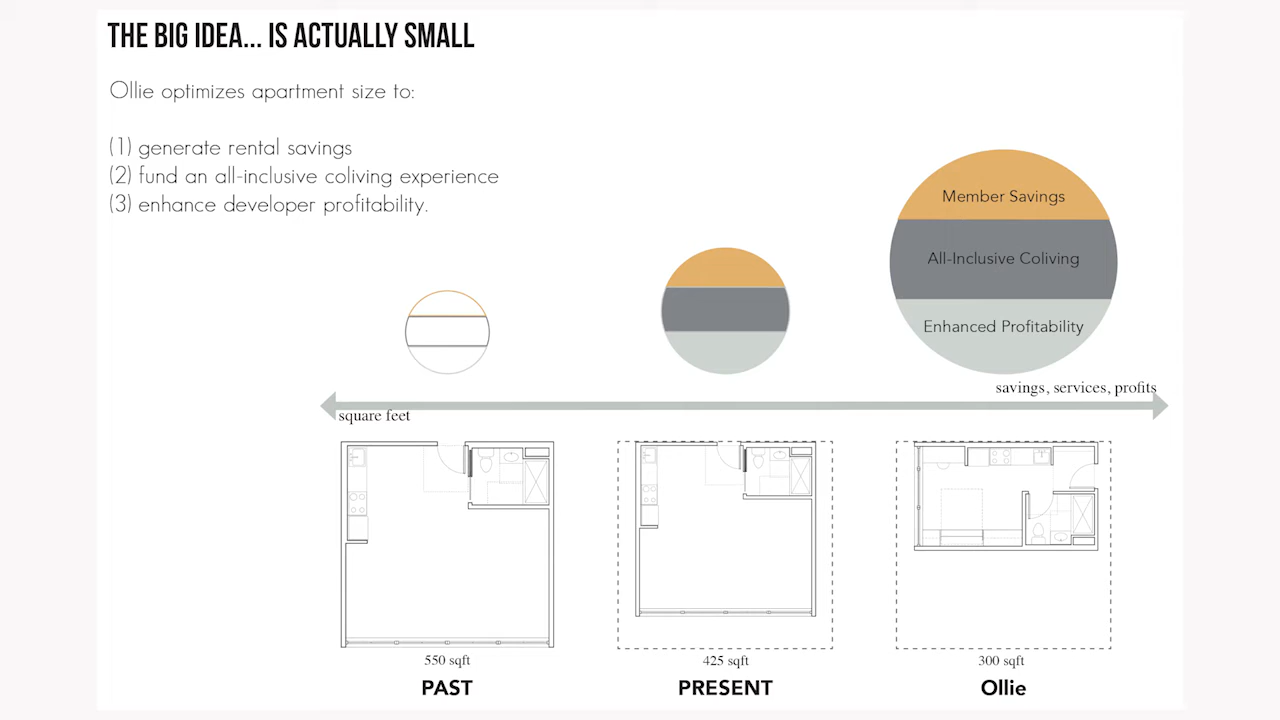 THE BIG IDEA... IS ACTUALLY SMALL
Ollie optimizes apartment size to:
(1) generate rental savings
(2) fund an all-inclusive coliving experience
(3) enhance developer profitability.
Member Savings
All-Inclusive Coliving
Enhanced Profitability
savings, services, profits
square feet
550 sqft
425 sqft
300 sqft
PAST
PRESENT
Ollie